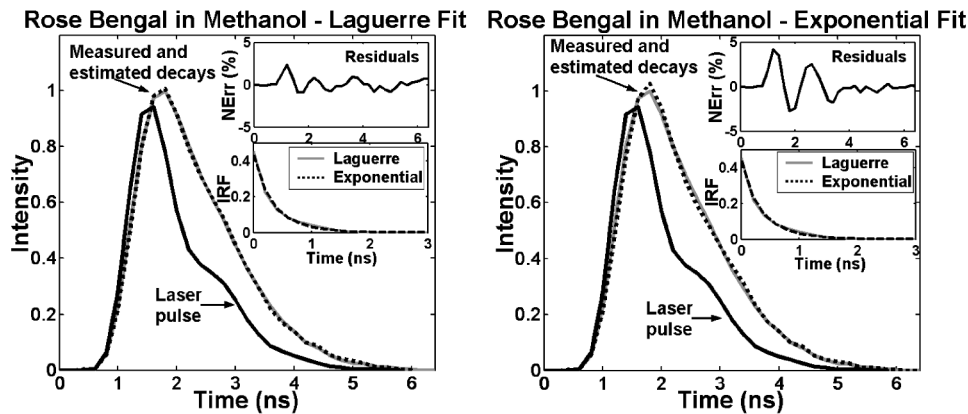 Rose Bengal in Methanol - Laguerre Fit
Measured and
estimated decays
Residuals
NErr (%)
5
0
-5
0
2
4
6
Laguerre
Exponential
IRF
0.4
0.2
0
0
1
2
3
Time (ns)
Laser
pulse
Intensity
1
0.8
0.6
0.4
0.2
0
0
1
2
3
4
5
6
Time (ns)
Rose Bengal in Methanol - Exponential Fit
Measured and
estimated decays
Residuals
NErr (%)
5
0
-5
0
2
4
6
Laguerre
Exponential
IRF
0.4
0.2
0
0
1
2
3
Time (ns)
Laser
pulse
Intensity
1
0.8
0.6
0.4
0.2
0
0
1
2
3
4
5
6
Time (ns)